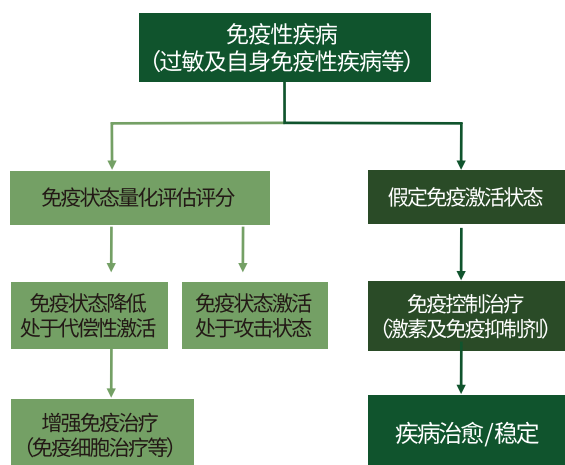 免疫性疾病
（过敏及自身免疫性疾病等）
免疫状态量化评估评分
假定免疫激活状态
免疫状态降低
处于代偿性激活
免疫状态激活
处于攻击状态
免疫控制治疗
（激素及免疫抑制剂）
增强免疫治疗
（免疫细胞治疗等）
疾病治愈/稳定